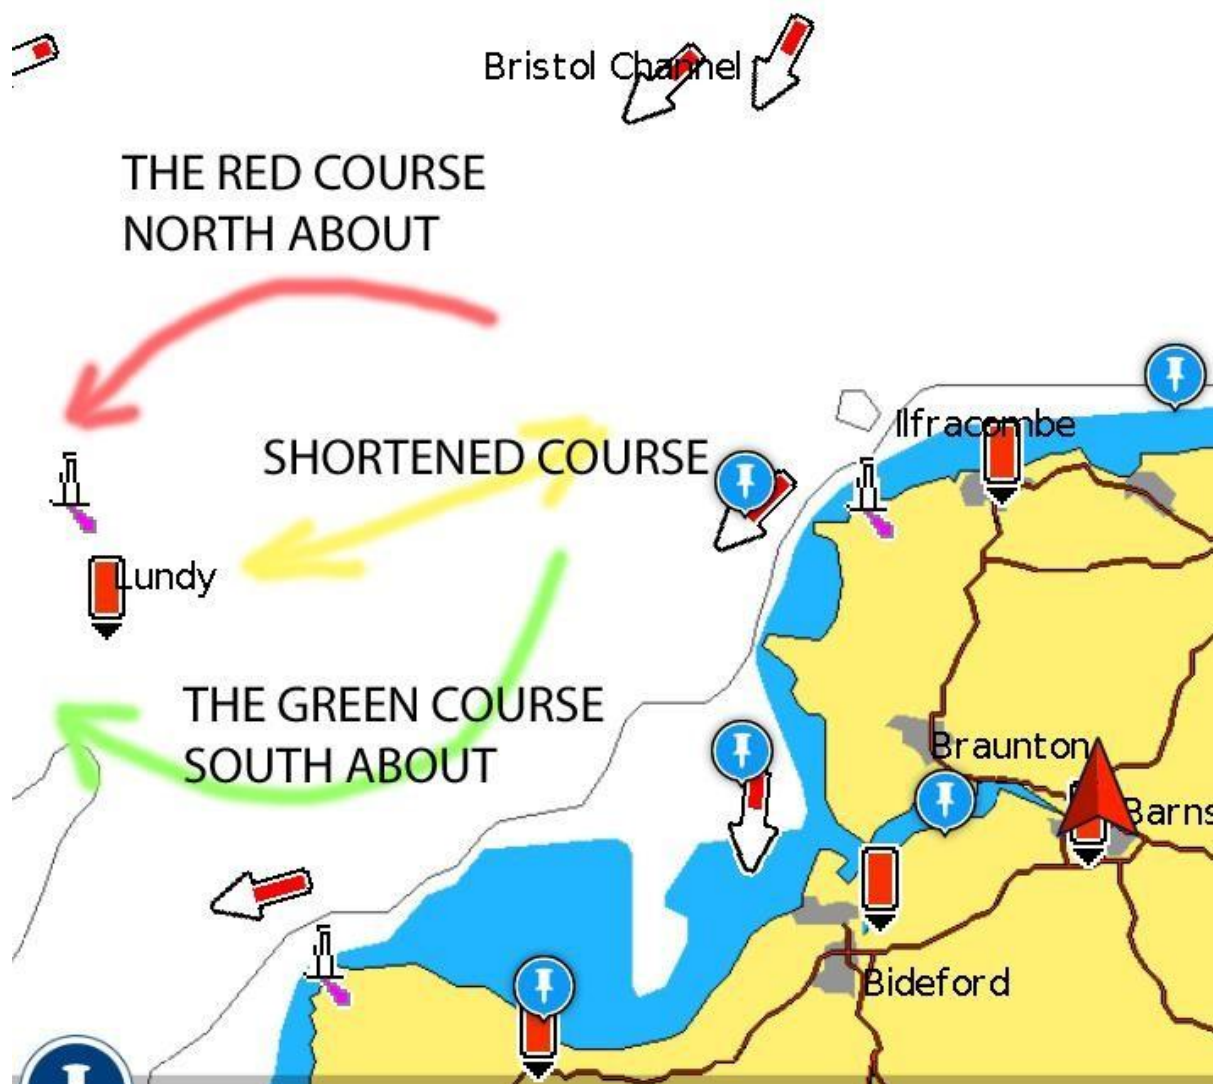 Bristol Channel
THE RED COURSE
NORTH ABOUT
Ilfracombe
SHORTENED COURSE
Lundy
THE GREEN COURSE
SOUTH ABOUT
Braunton
Barns
Bideford